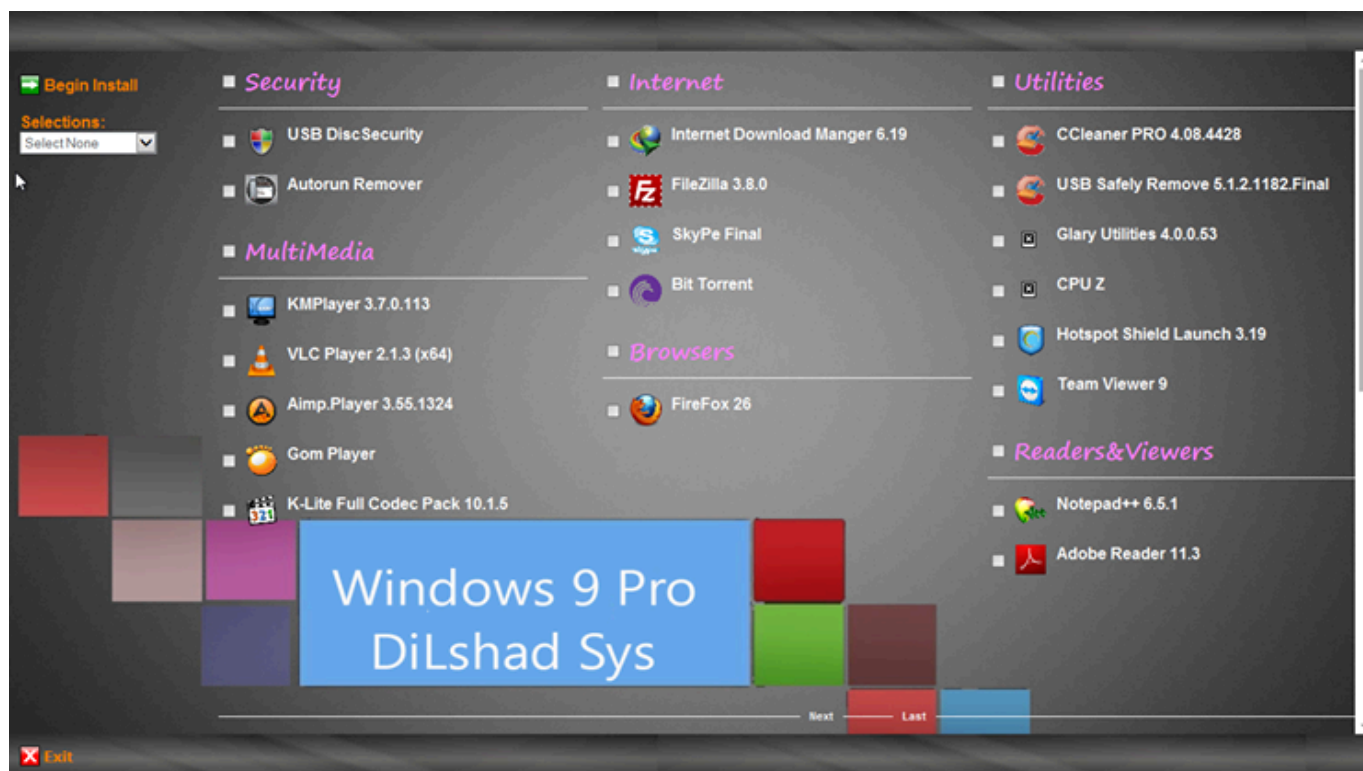 Begin Install
Selections:
Select None
Security
USB DiscSecurity
Autorun Remover
MultiMedia
KMPlayer 3.7.0.113
VLC Player 2.1.3 (x64)
Aimp.Player 3.55.1324
Gom Player
K-Lite Full Codec Pack 10.1.5
Internet
Internet Download Manger 6.19
FileZilla 3.8.0
SkyPe Final
Bit Torrent
Browsers
FireFox 26
Utilities
CCleaner PRO 4.08.4428
USB Safely Remove 5.1.2.1182.Final
Glary Utilities 4.0.0.53
CPU Z
Hotspot Shield Launch 3.19
Team Viewer 9
Readers&Viewers
Notepad++ 6.5.1
Adobe Reader 11.3
Windows 9 Pro
DiLshad Sys
Next
Last
Exit